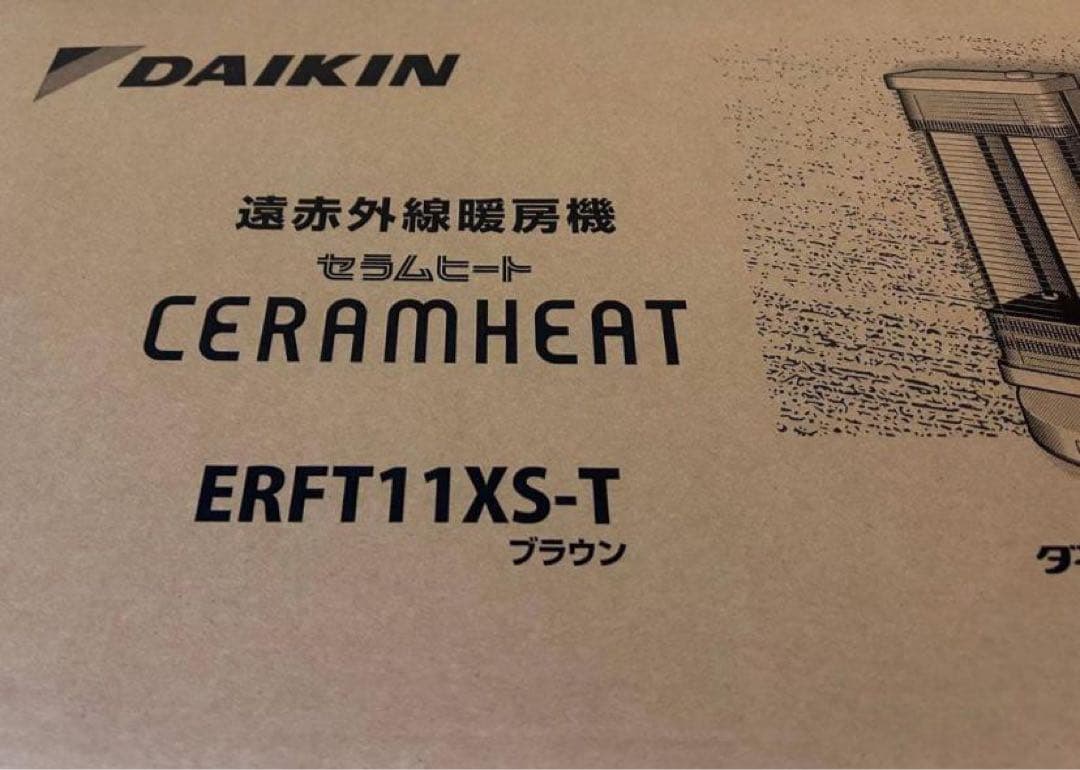 DAIKIN
遠赤外線暖房機
セラムヒート
CERAMHEAT
ERFT11XS-T
ブラウン
ダ